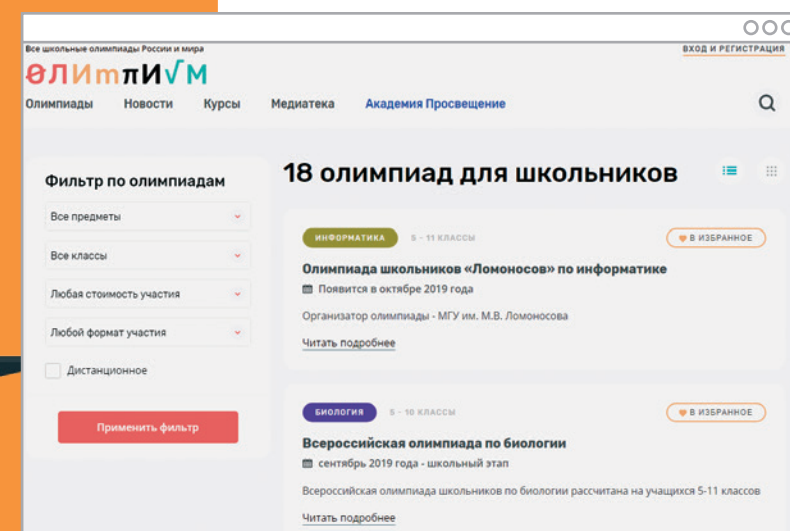 Все школьные олимпиады России и мира
ВХОД И РЕГИСТРАЦИЯ
ОЛИмпИ√М
Олимпиады Новости Курсы Медиатека Академия Просвещение
Фильтр по олимпиадам
Все предметы
Все классы
Любая стоимость участия
Любой формат участия
Дистанционное
Применить фильтр
18 олимпиад для школьников
ИНФОРМАТИКА 5 - 11 КЛАССЫ В ИЗБРАННОЕ
Олимпиада школьников «Ломоносов» по информатике
Появится в октябре 2019 года
Организатор олимпиады - МГУ им. М.В. Ломоносова
Читать подробнее
БИОЛОГИЯ 5 - 10 КЛАССЫ В ИЗБРАННОЕ
Всероссийская олимпиада по биологии
сентябрь 2019 года - школьный этап
Всероссийская олимпиада школьников по биологии рассчитана на учащихся 5-11 классов
Читать подробнее